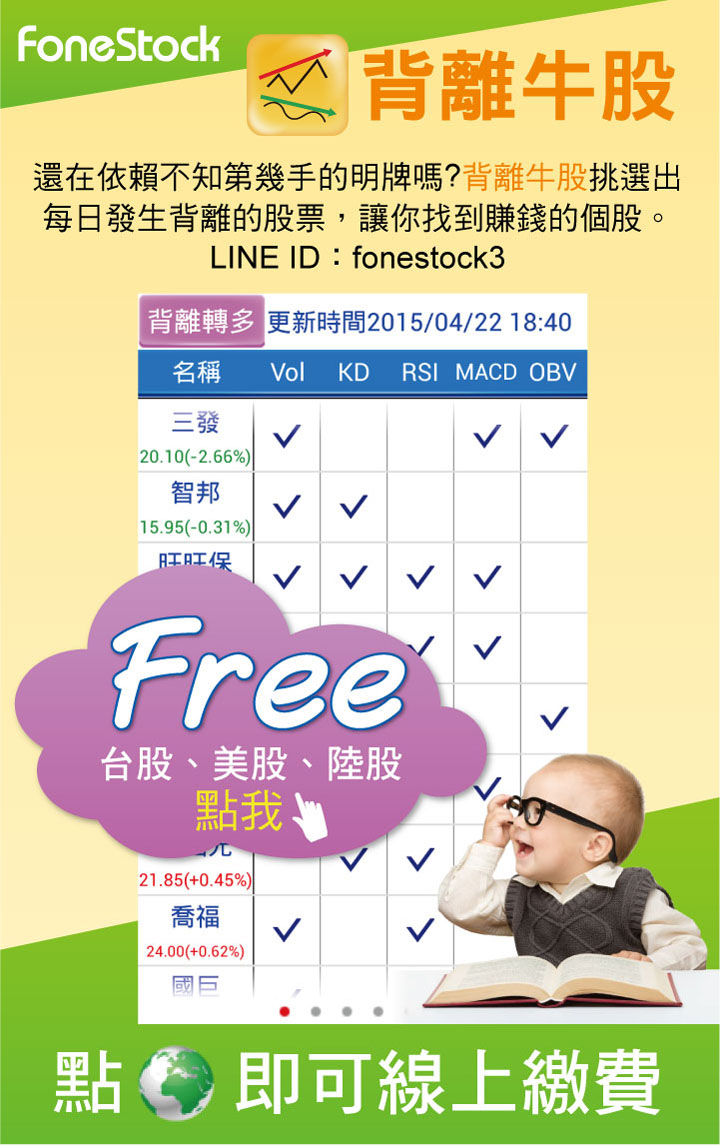 FoneStock
背離牛股
還在依賴不知第幾手的明牌嗎?背離牛股挑選出
每日發生背離的股票，讓你找到賺錢的個股。
LINE ID：fonestock3
背離轉多 更新時間2015/04/22 18:40
名稱 Vol KD RSI MACD OBV
三發
20.10(-2.66%)
智邦
15.95(-0.31%)
旺旺保
Free
台股、美股、陸股
點我
21.85(+0.45%)
喬福
24.00(+0.62%)
國巨
點 即可線上繳費